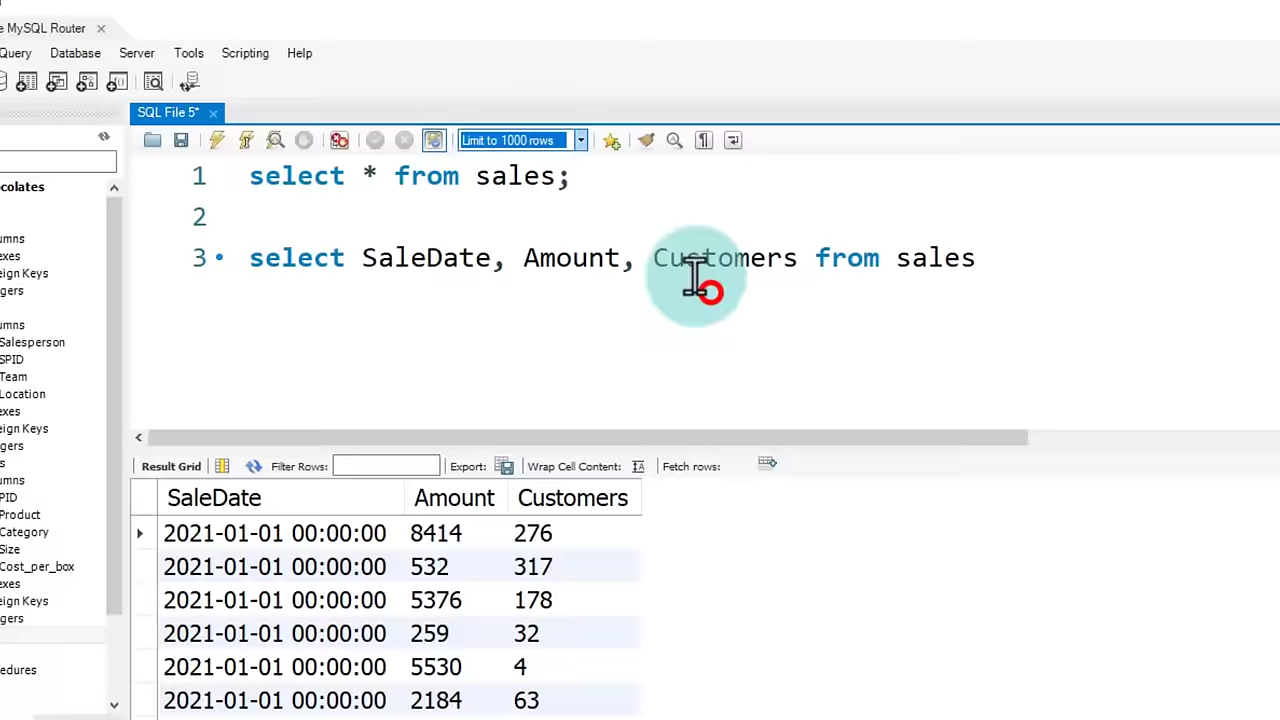 e MySQL Router
Query Database Server Tools Scripting Help
SQL File 5*
Limit to 1000 rows
ocolates
umns
exes
eign Keys
gers
umns
Salesperson
SPID
Team
Location
exes
eign Keys
gers
s
umns
PID
Product
Category
Size
Cost_per_box
exes
eign Keys
gers
edures
1 select * from sales;
2
3 select SaleDate, Amount, Customers from sales
Result Grid Filter Rows: Export: Wrap Cell Content: Fetch rows:
SaleDate Amount Customers
2021-01-01 00:00:00 8414 276
2021-01-01 00:00:00 532 317
2021-01-01 00:00:00 5376 178
2021-01-01 00:00:00 259 32
2021-01-01 00:00:00 5530 4
2021-01-01 00:00:00 2184 63